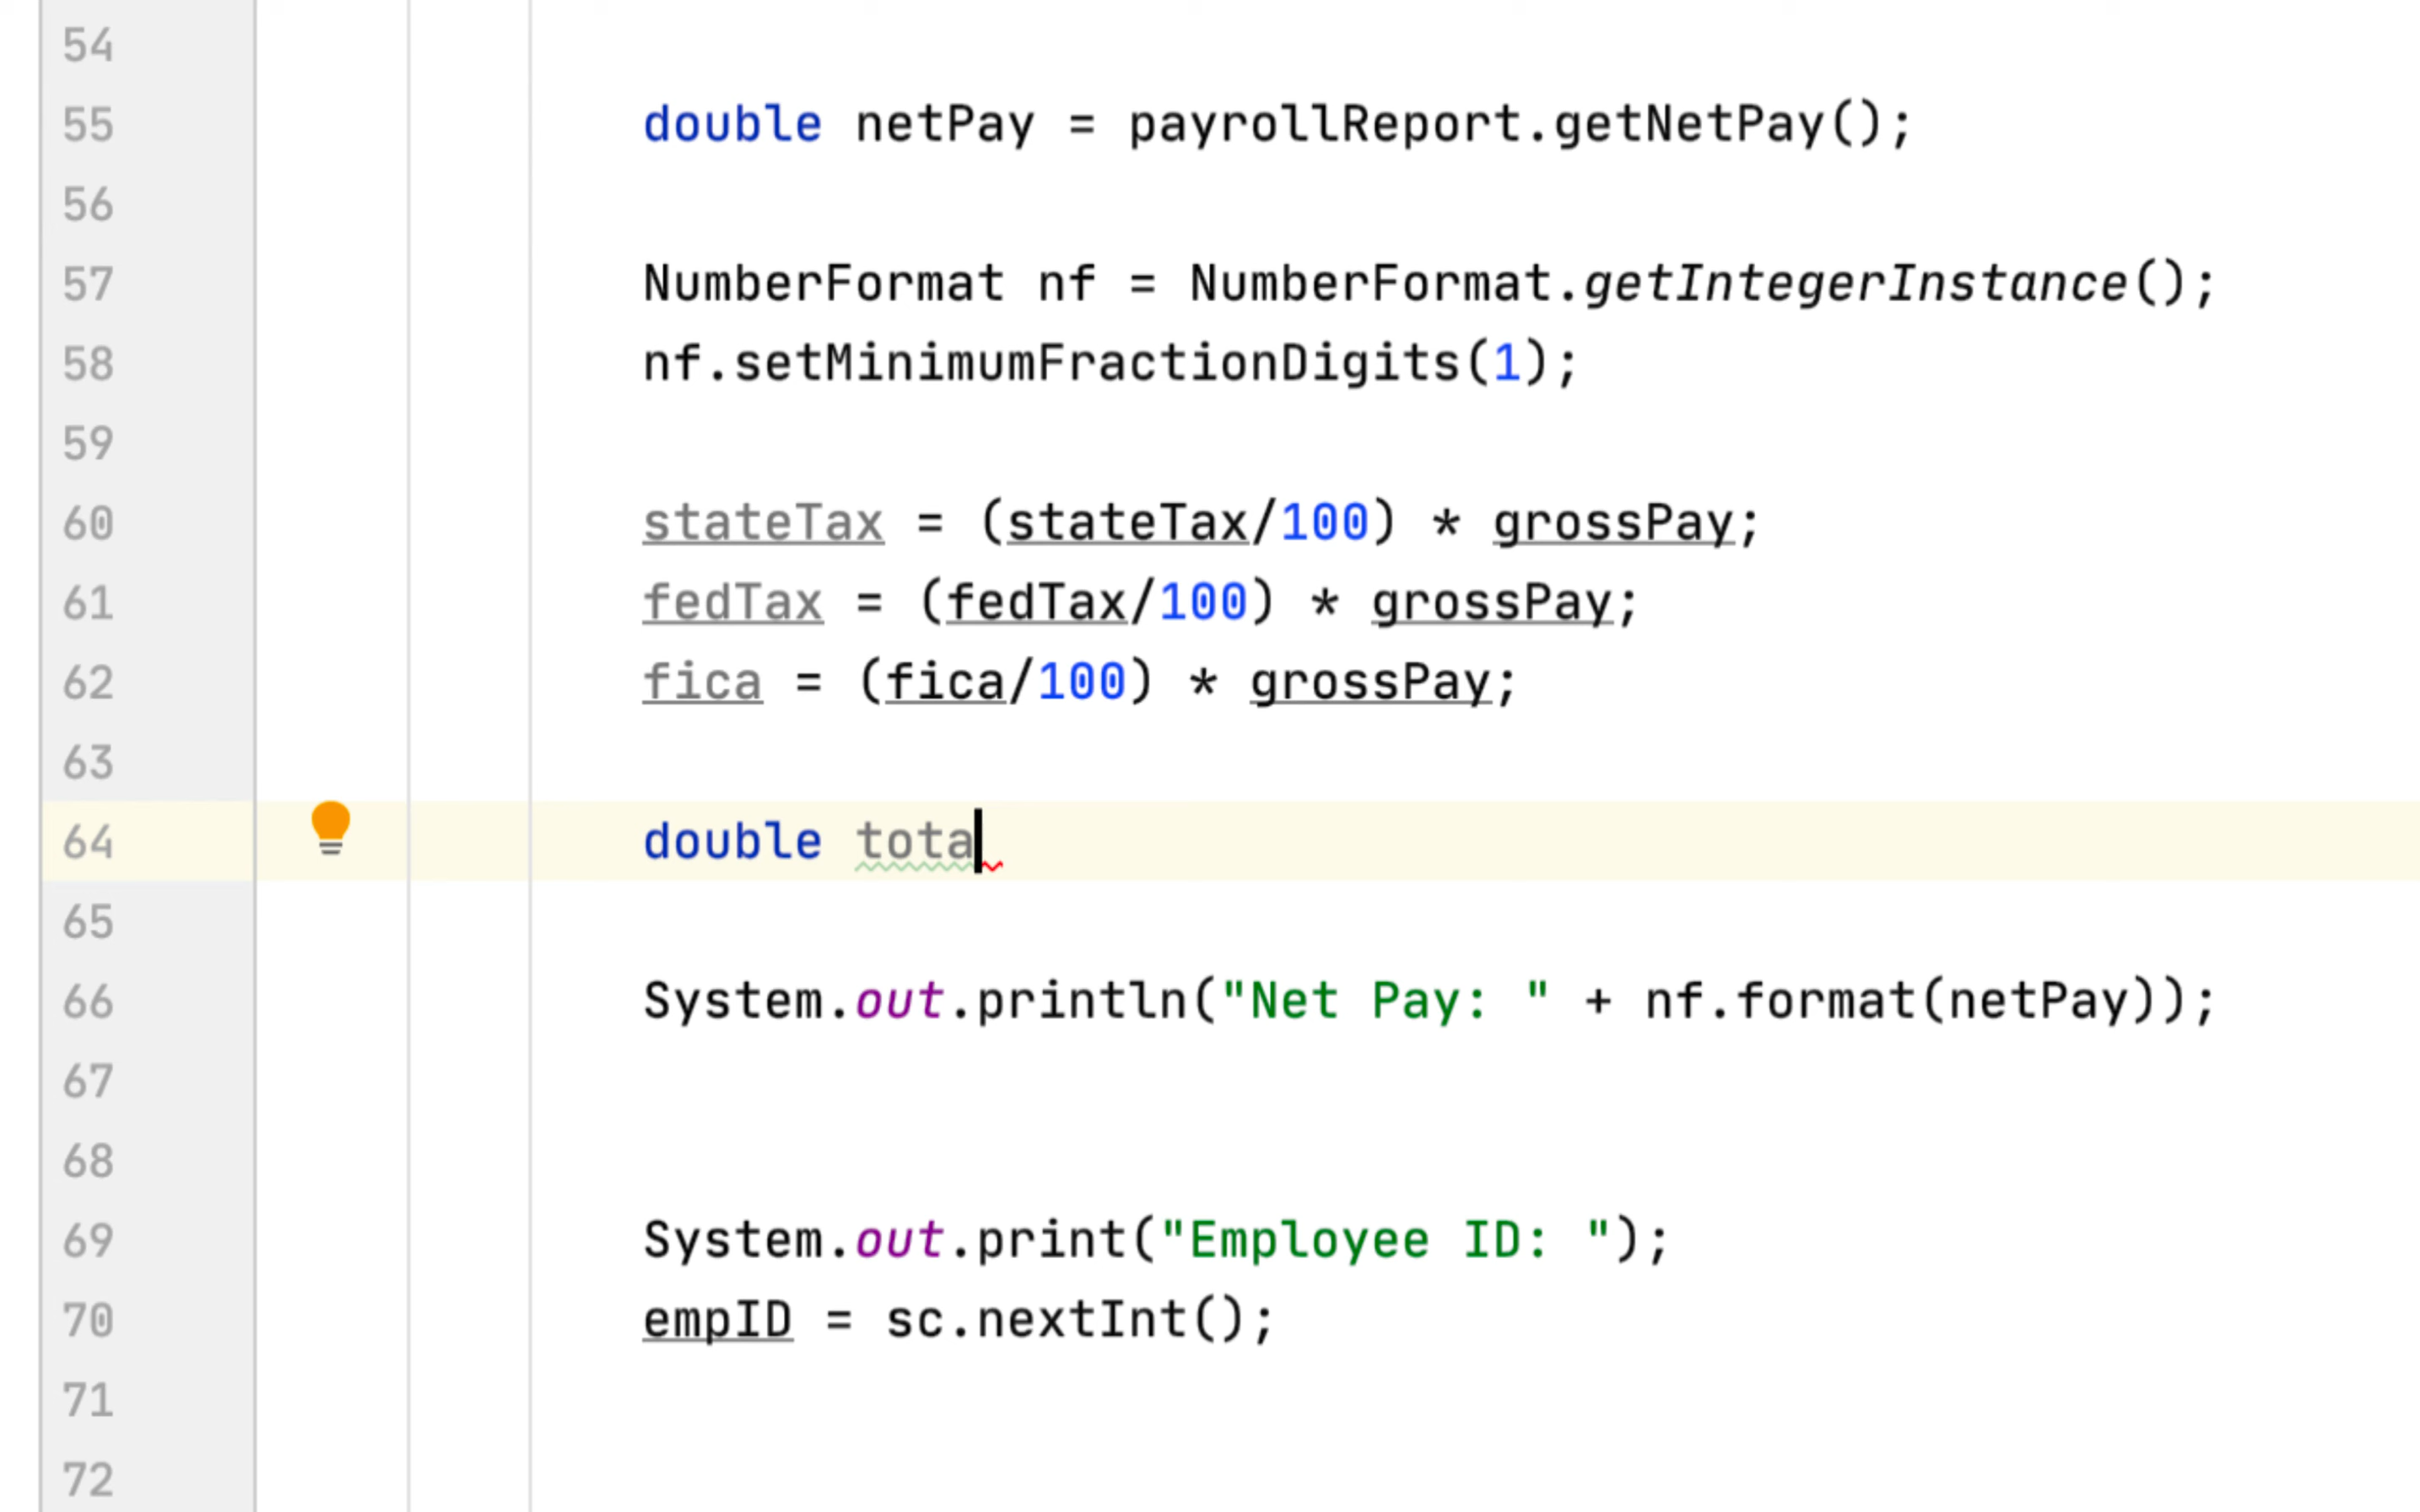 54
55 double netPay = payrollReport.getNetPay();
56
57 NumberFormat nf = NumberFormat.getIntegerInstance();
58 nf.setMinimumFractionDigits(1);
59
60 stateTax = (stateTax/100) * grossPay;
61 fedTax = (fedTax/100) * grossPay;
62 fica = (fica/100) * grossPay;
63
64 double tota
65
66 System.out.println("Net Pay: " + nf.format(netPay));
67
68
69 System.out.print("Employee ID: ");
70 empID = sc.nextInt();
71
72